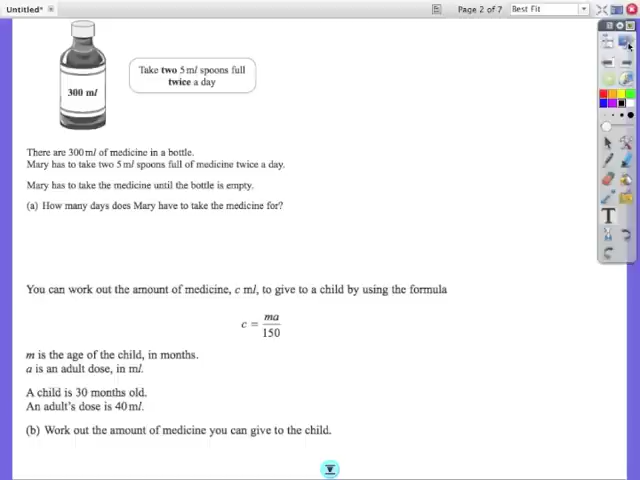 Untitled*
Page 2 of 7
Best Fit
300 ml
Take two 5 ml spoons full
twice a day
There are 300 ml of medicine in a bottle.
Mary has to take two 5 ml spoons full of medicine twice a day.
Mary has to take the medicine until the bottle is empty.
(a) How many days does Mary have to take the medicine for?
You can work out the amount of medicine, c ml, to give to a child by using the formula
c = ma/150
m is the age of the child, in months.
a is an adult dose, in ml.
A child is 30 months old.
An adult's dose is 40 ml.
(b) Work out the amount of medicine you can give to the child.
T